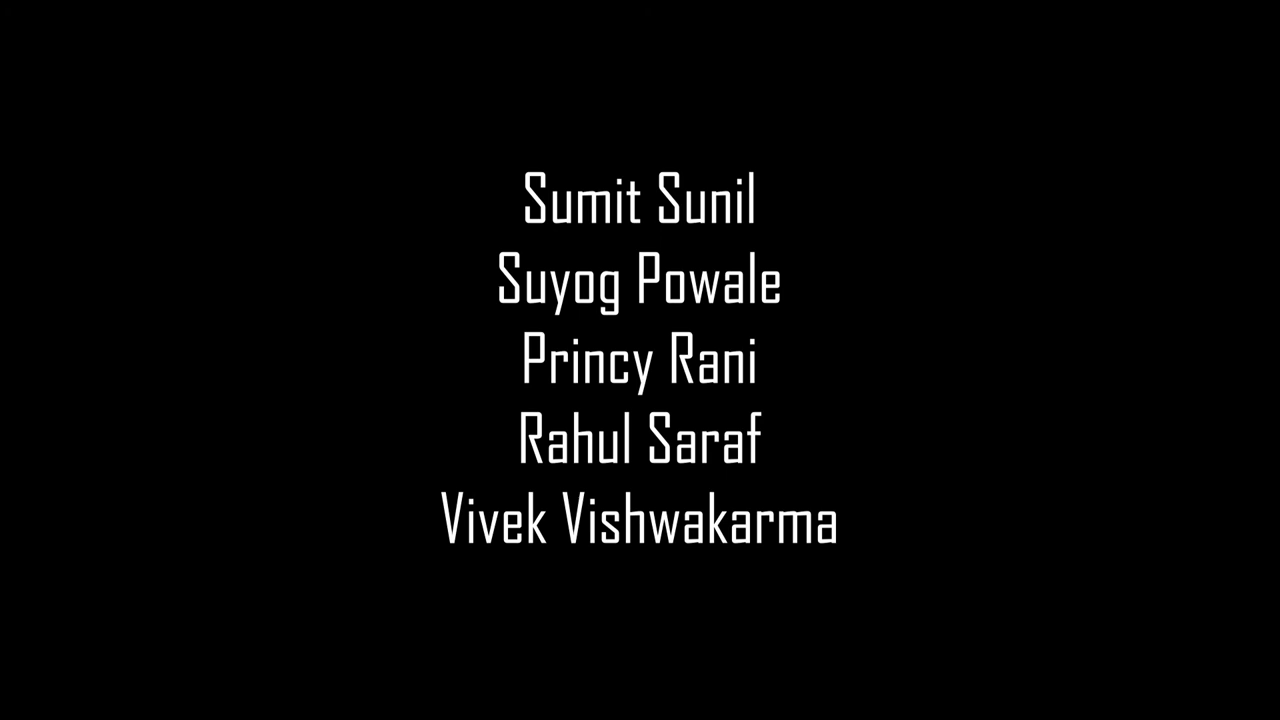 Sumit Sunil
Suyog Powale
Princy Rani
Rahul Saraf
Vivek Vishwakarma